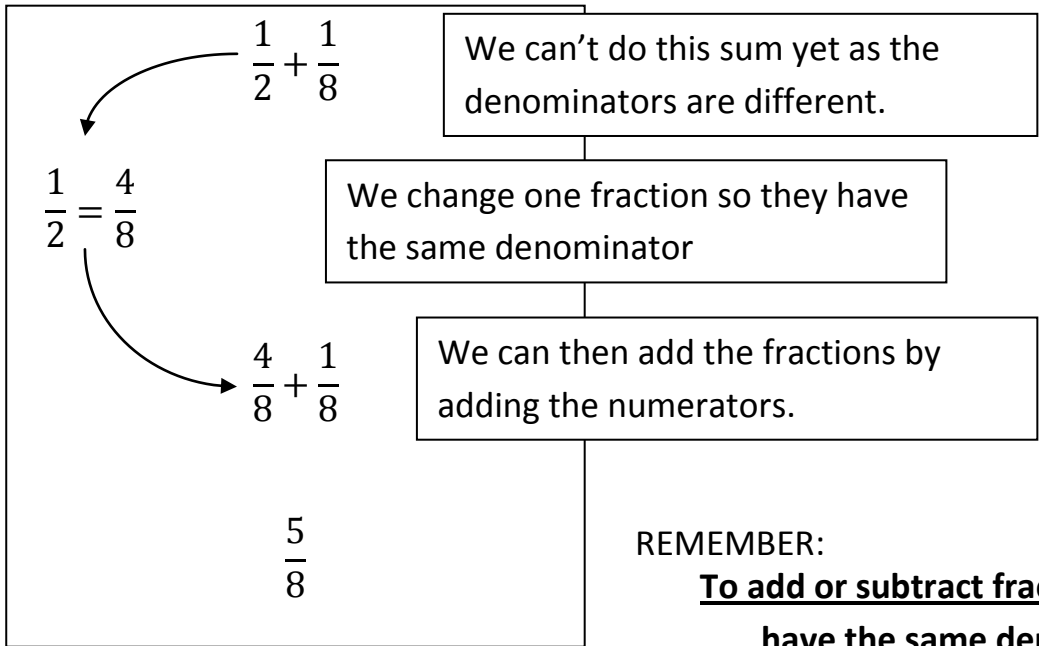 1/2 + 1/8
We can't do this sum yet as the
denominators are different.
1/2 = 4/8
We change one fraction so they have
the same denominator
4/8 + 1/8
We can then add the fractions by
adding the numerators.
5/8
REMEMBER:
To add or subtract
have the same